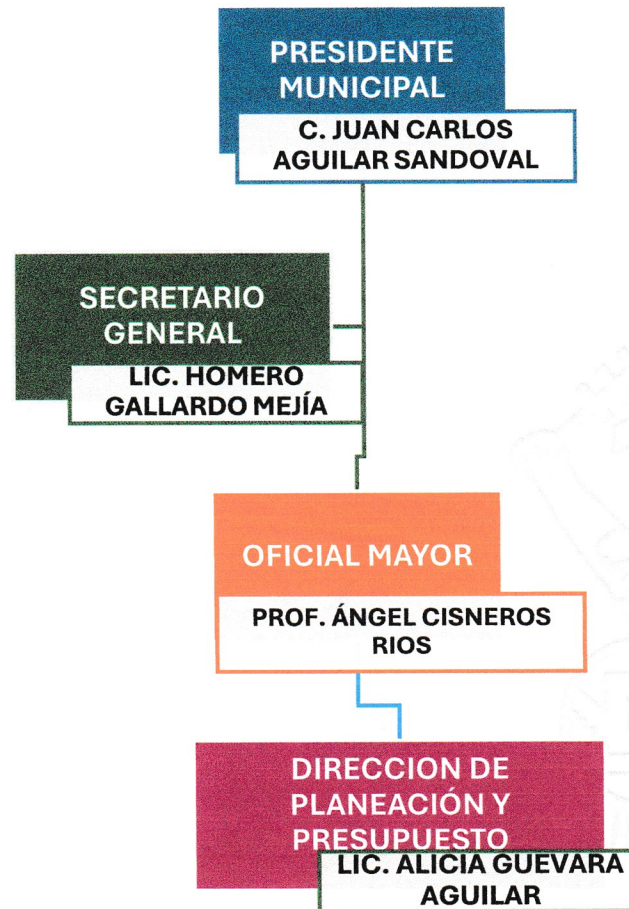 PRESIDENTE
MUNICIPAL
C. JUAN CARLOS
AGUILAR SANDOVAL
SECRETARIO
GENERAL
LIC. HOMERO
GALLARDO MEJÍA
OFICIAL MAYOR
PROF. ÁNGEL CISNEROS
RIOS
DIRECCION DE
PLANEACIÓN Y
PRESUPUESTO
LIC. ALICIA GUEVARA
AGUILAR